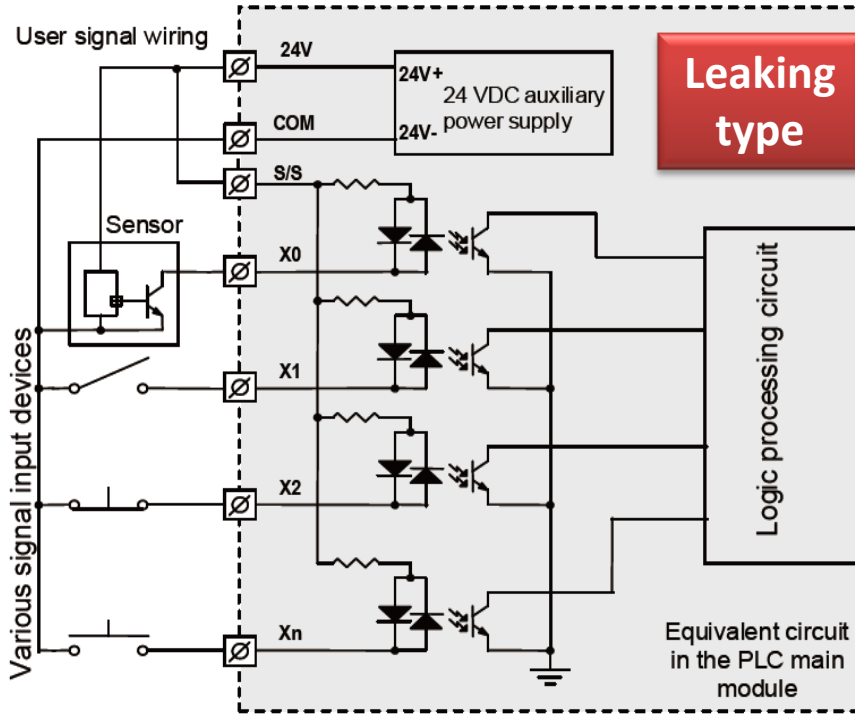 User signal wiring
24V
24V+
24 VDC auxiliary
power supply
24V-
COM
S/S
Leaking
type
Sensor
X0
X1
X2
Xn
Various signal input devices
Logic processing circuit
Equivalent circuit
in the PLC main
module